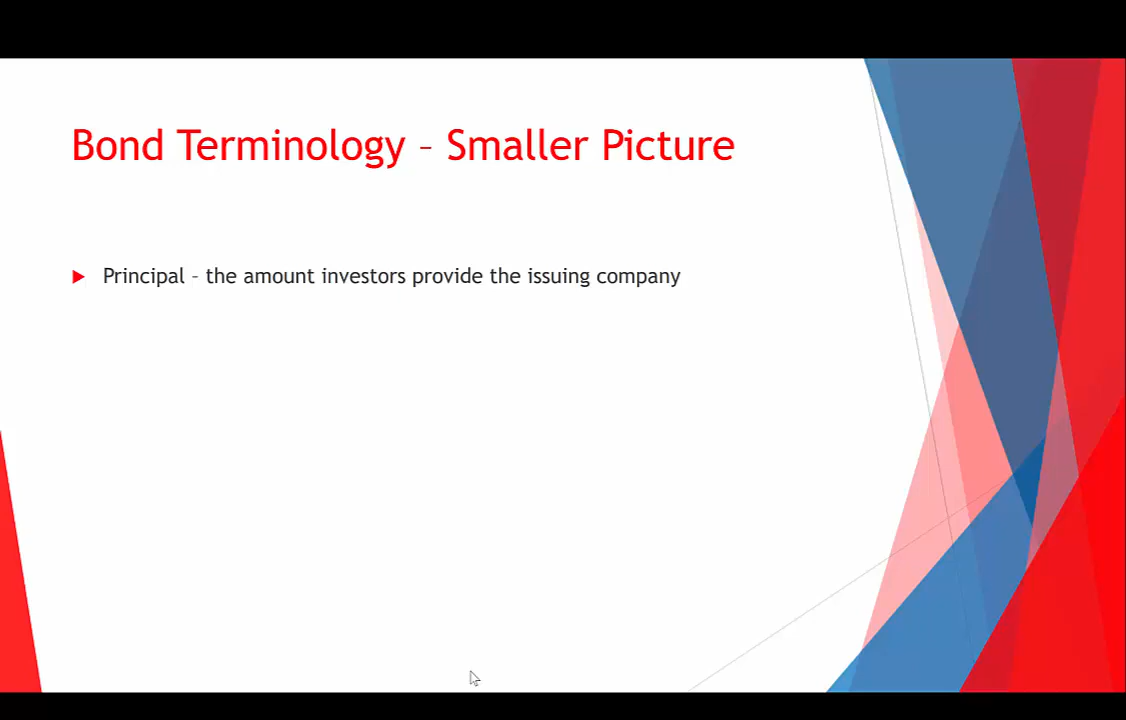 Bond Terminology – Smaller Picture
Principal – the amount investors provide the issuing company